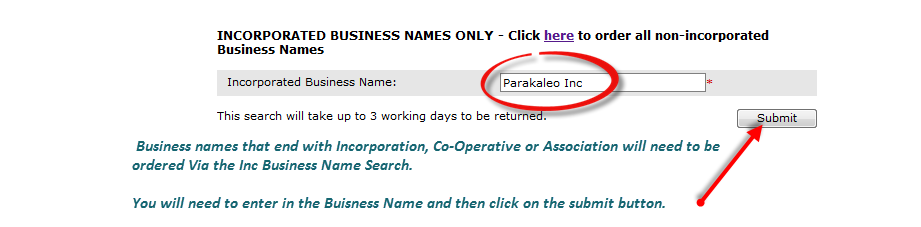 INCORPORATED BUSINESS NAMES ONLY - Click here to order all non-incorporated
Business Names
Incorporated Business Name: Parakaleo Inc *
This search will take up to 3 working days to be returned. Submit
Business names that end with Incorporation, Co-Operative or Association will need to be
ordered Via the Inc Business Name Search.
You will need to enter in the Buisness Name and then click on the submit button.